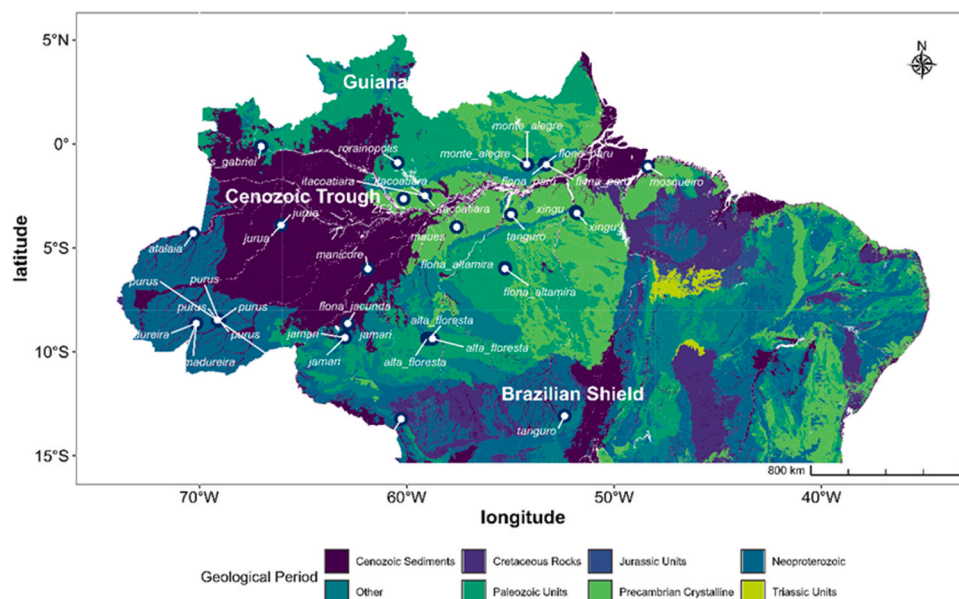 5°N
N
Guiana
monte_alegre
0°
s_gabriel
rorainopolis
monte_alegre
flona_paru
itacoatiara
itacoatiara
flona_paru
flona_paru
mosqueiro
Cenozoic Trough
itacoatiara
xingu
jurua
maues
tanguro
xingu
latitude
5°S
atalaia
jurua
manicore
flona_altamira
flona_altamira
purus
purus
purus
purus
flona_jacunda
alta_floresta
dureira
purus
jamari
jamari
alta_floresta
madureira
jamari
alta_floresta
10°S
Brazilian Shield
tanguro
15°S
800 km
70°W
60°W
50°W
40°W
longitude
Geological Period
Cenozoic Sediments
Cretaceous Rocks
Jurassic Units
Neoproterozoic
Other
Paleozoic Units
Precambrian Crystalline
Triassic Units